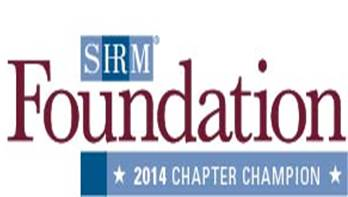 SHRM®
Foundation
★ 2014 CHAPTER CHAMPION ★